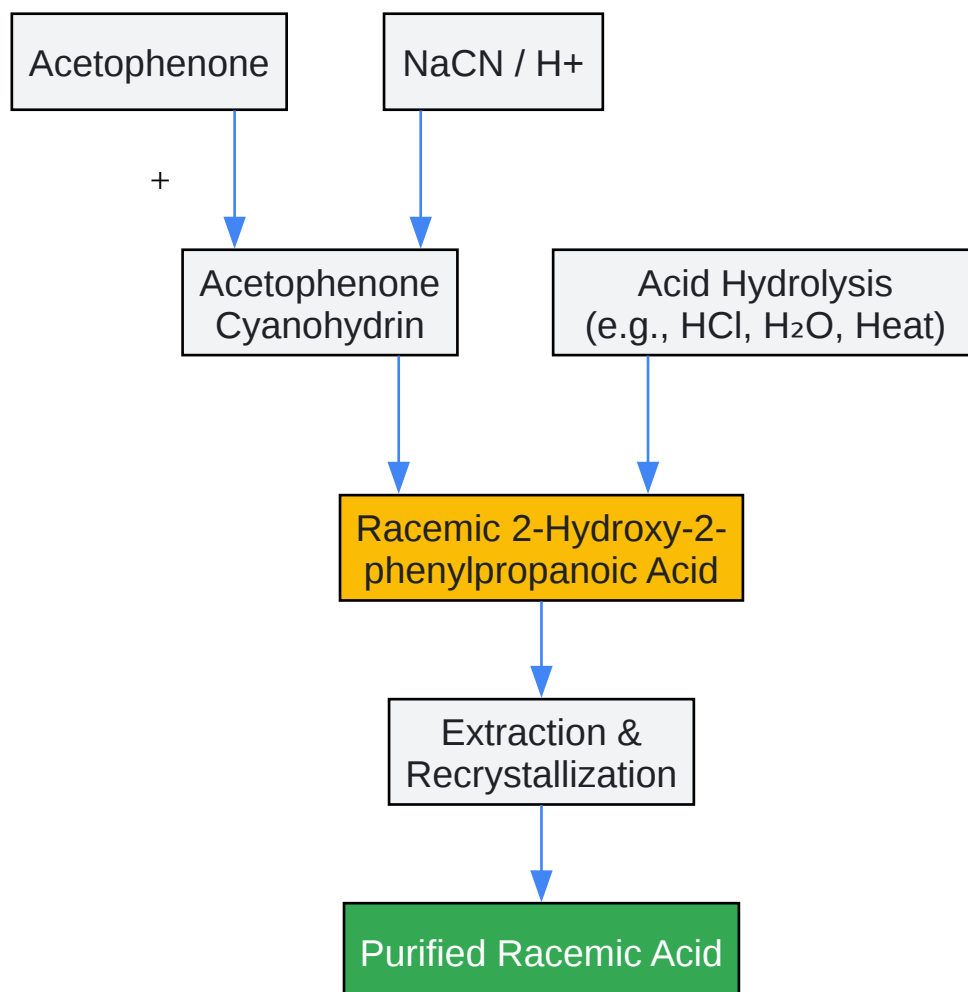 Acetophenone
NaCN / H+
+
Acetophenone
Cyanohydrin
Acid Hydrolysis
(e.g., HCl, H₂O, Heat)
Racemic 2-Hydroxy-2-
phenylpropanoic Acid
Extraction &
Recrystallization
Purified Racemic Acid